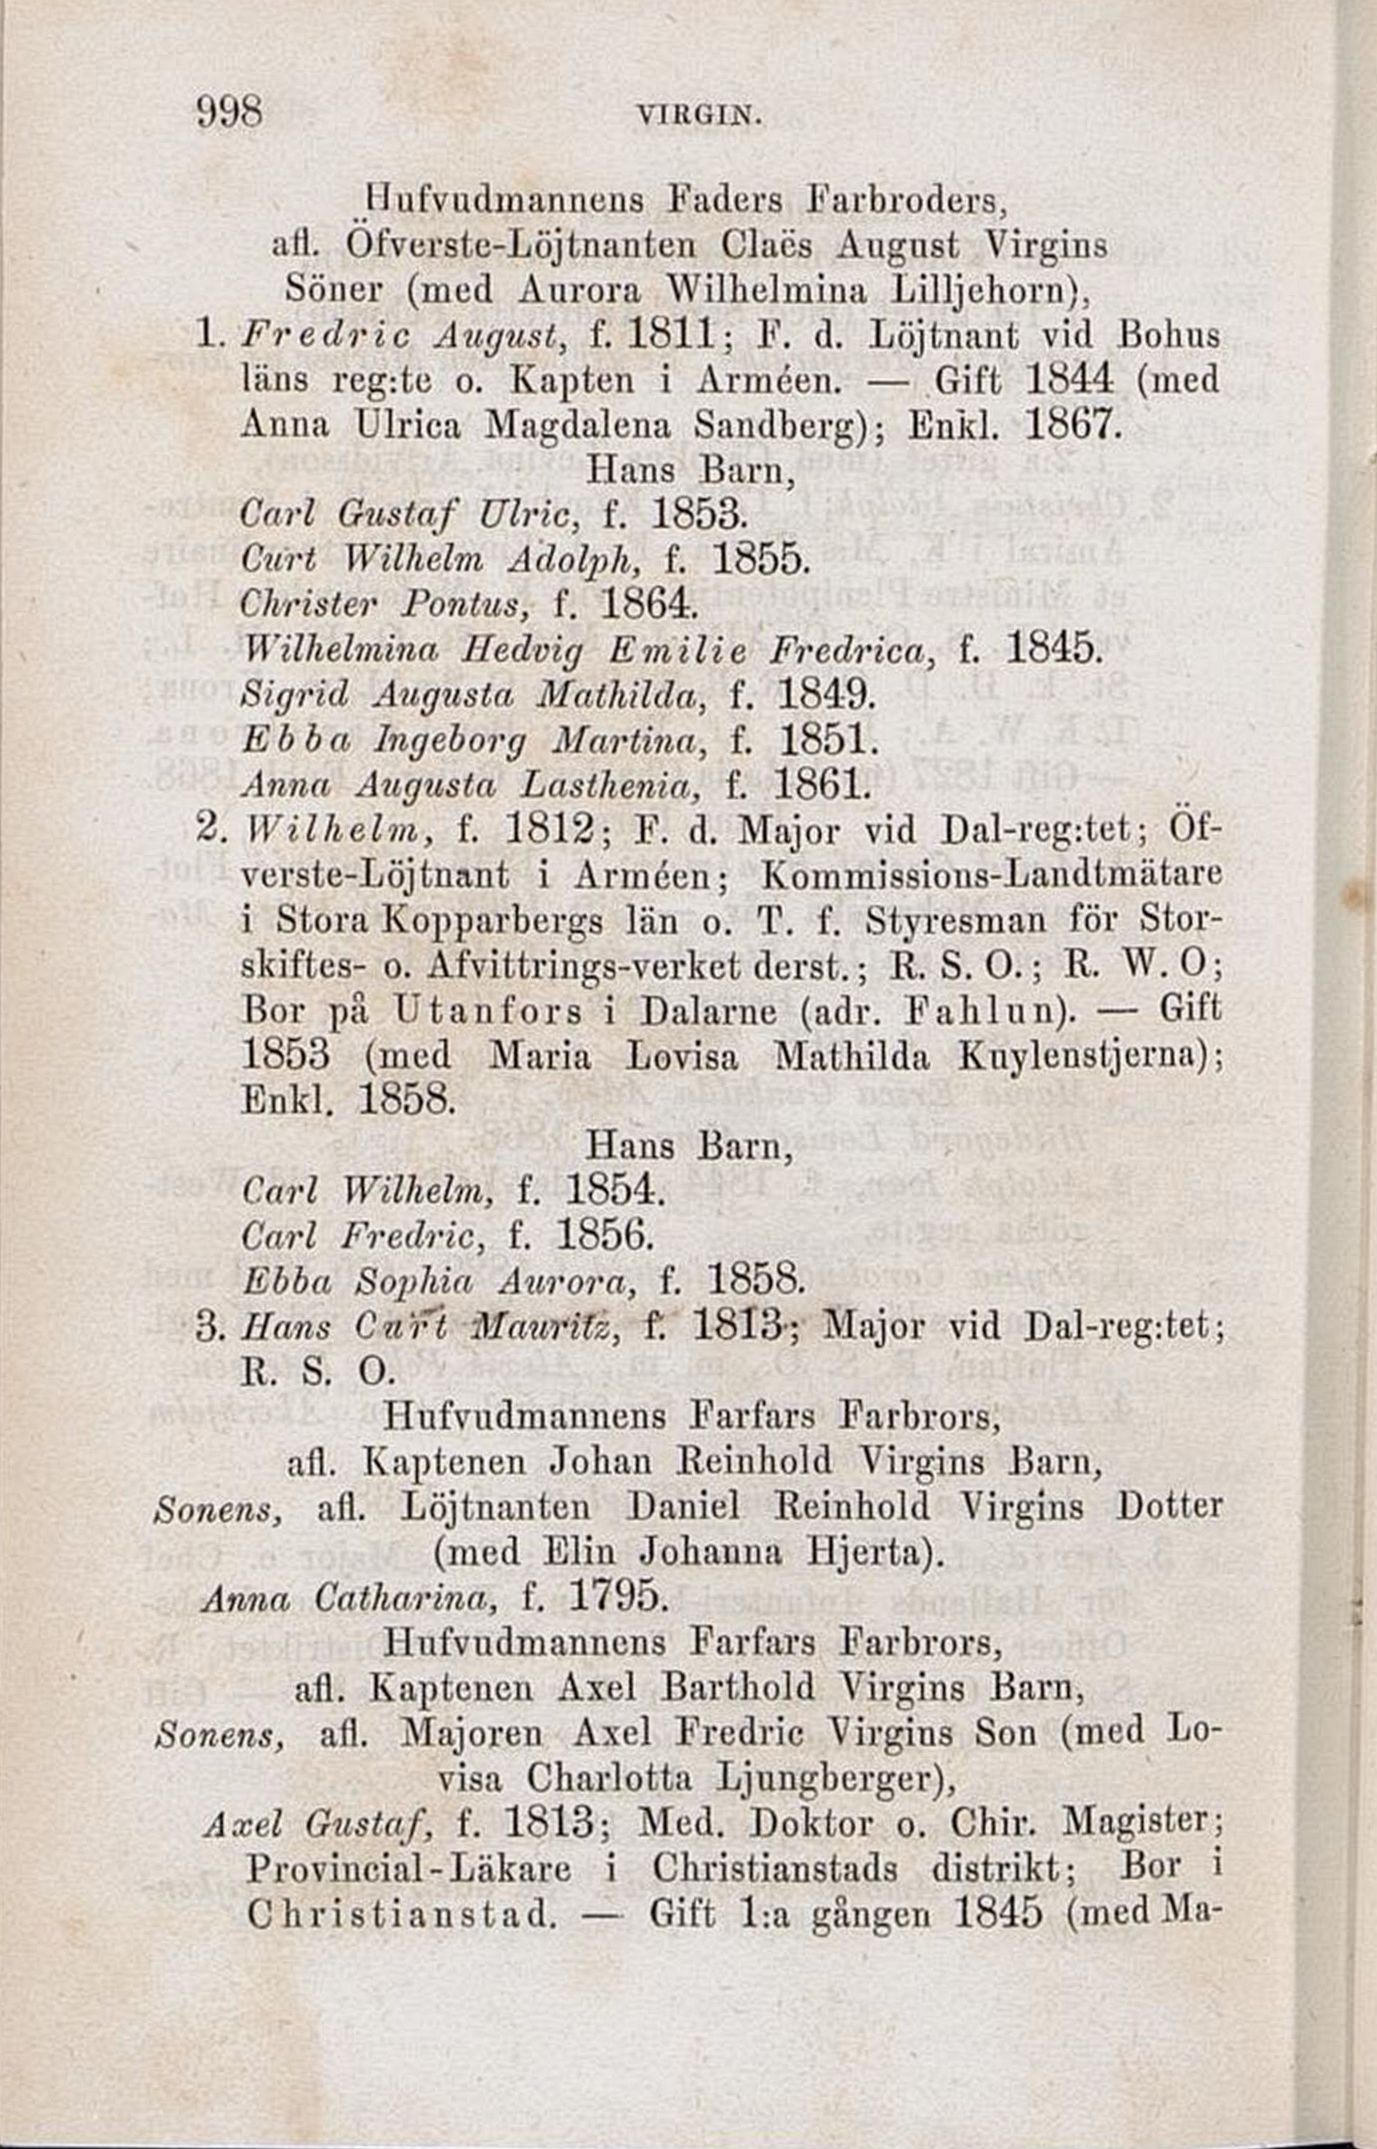 998 VIRGIN.
Hufvudmannens Faders Farbroders,
afl. Öfverste-Löjtnanten Claës August Virgins
Söner (med Aurora Wilhelmina Lilljehorn),
1. Fredric August, f. 1811; F. d. Löjtnant vid Bohus
läns reg:te o. Kapten i Arméen. — Gift 1844 (med
Anna Ulrica Magdalena Sandberg); Enkl. 1867.
Hans Barn,
Carl Gustaf Ulric, f. 1853.
Curt Wilhelm Adolph, f. 1855.
Christer Pontus, f. 1864.
Wilhelmina Hedvig Emilie Fredrica, f. 1845.
Sigrid Augusta Mathilda, f. 1849.
Ebba Ingeborg Martina, f. 1851.
Anna Augusta Lasthenia, f. 1861.
2. Wilhelm, f. 1812; F. d. Major vid Dal-reg:tet; Öf-
verste-Löjtnant i Arméen; Kommissions-Landtmätare
i Stora Kopparbergs län o. T. f. Styresman för Stor-
skiftes- o. Afvittrings-verket derst.; R. S. O.; R. W. O;
Bor på Utanfors i Dalarne (adr. Fahlun). — Gift
1853 (med Maria Lovisa Mathilda Knylenstjerna);
Enkl. 1858.
Hans Barn,
Carl Wilhelm, f. 1854.
Carl Fredric, f. 1856.
Ebba Sophia Aurora, f. 1858.
3. Hans Curt Mauritz, f. 1813; Major vid Dal-reg:tet;
R. S. O.
Hufvudmannens Farfars Farbrors,
afl. Kaptenen Johan Reinhold Virgins Barn,
Sonens, afl. Löjtnanten Daniel Reinhold Virgins Dotter
(med Elin Johanna Hjerta).
Anna Catharina, f. 1795.
Hufvudmannens Farfars Farbrors,
afl. Kaptenen Axel Barthold Virgins Barn,
Sonens, afl. Majoren Axel Fredric Virgins Son (med Lo-
visa Charlotta Ljungberger),
Axel Gustaf, f. 1813; Med. Doktor o. Chir. Magister;
Provincial-Läkare i Christianstads distrikt; Bor i
Christianstad. — Gift 1:a gången 1845 (med Ma-